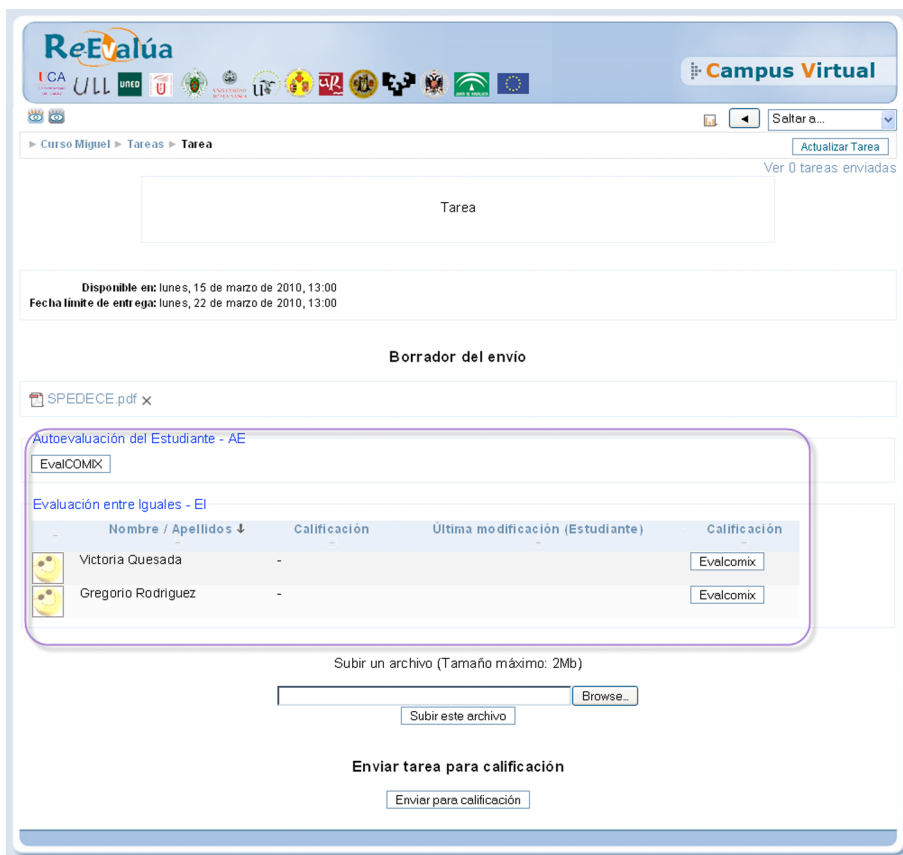 ReEvalúa
UCA
ULL
UNED
Campus Virtual
Saltar a...
Curso Miguel ▶ Tareas ▶ Tarea
Actualizar Tarea
Ver 0 tareas enviadas
Tarea
Disponible en: lunes, 15 de marzo de 2010, 13:00
Fecha límite de entrega: lunes, 22 de marzo de 2010, 13:00
Borrador del envío
SPEDECE.pdf
Autoevaluación del Estudiante - AE
EvalCOMIX
Evaluación entre Iguales - EI
Nombre / Apellidos ↓ Calificación Última modificación (Estudiante) Calificación
Victoria Quesada - Evalcomix
Gregorio Rodriguez - Evalcomix
Subir un archivo (Tamaño máximo: 2Mb)
Browse...
Subir este archivo
Enviar tarea para calificación
Enviar para calificación